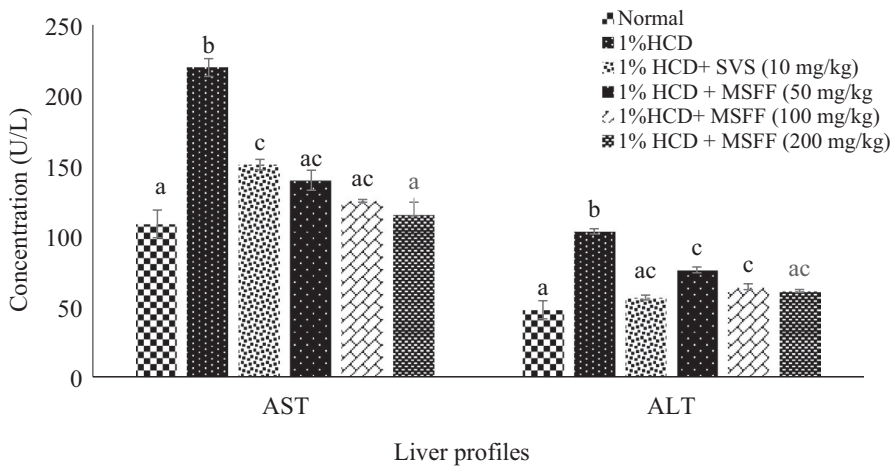 250
200
150
100
50
0
Concentration (U/L)
Normal
1%HCD
1% HCD+ SVS (10 mg/kg)
1% HCD + MSFF (50 mg/kg
1%HCD+ MSFF (100 mg/kg)
1% HCD + MSFF (200 mg/kg)
a
b
c
ac
ac
a
a
b
ac
c
c
ac
AST
ALT
Liver profiles